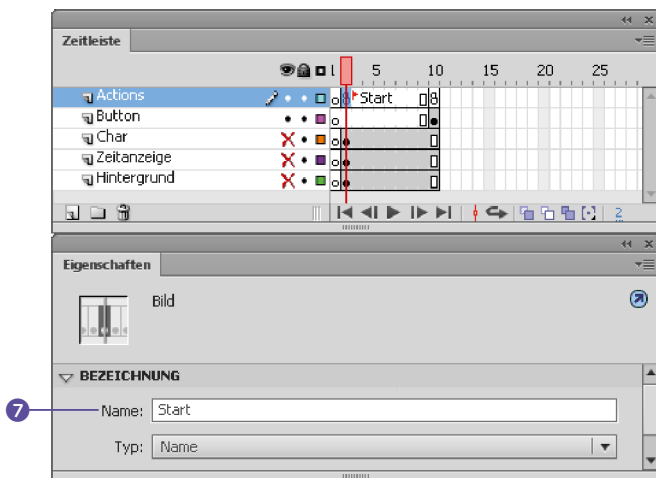 Zeitleiste
1 5 10 15 20 25
Actions Start
Button
Char
Zeitanzeige
Hintergrund
2
Eigenschaften
Bild
BEZEICHNUNG
7 Name: Start
Typ: Name